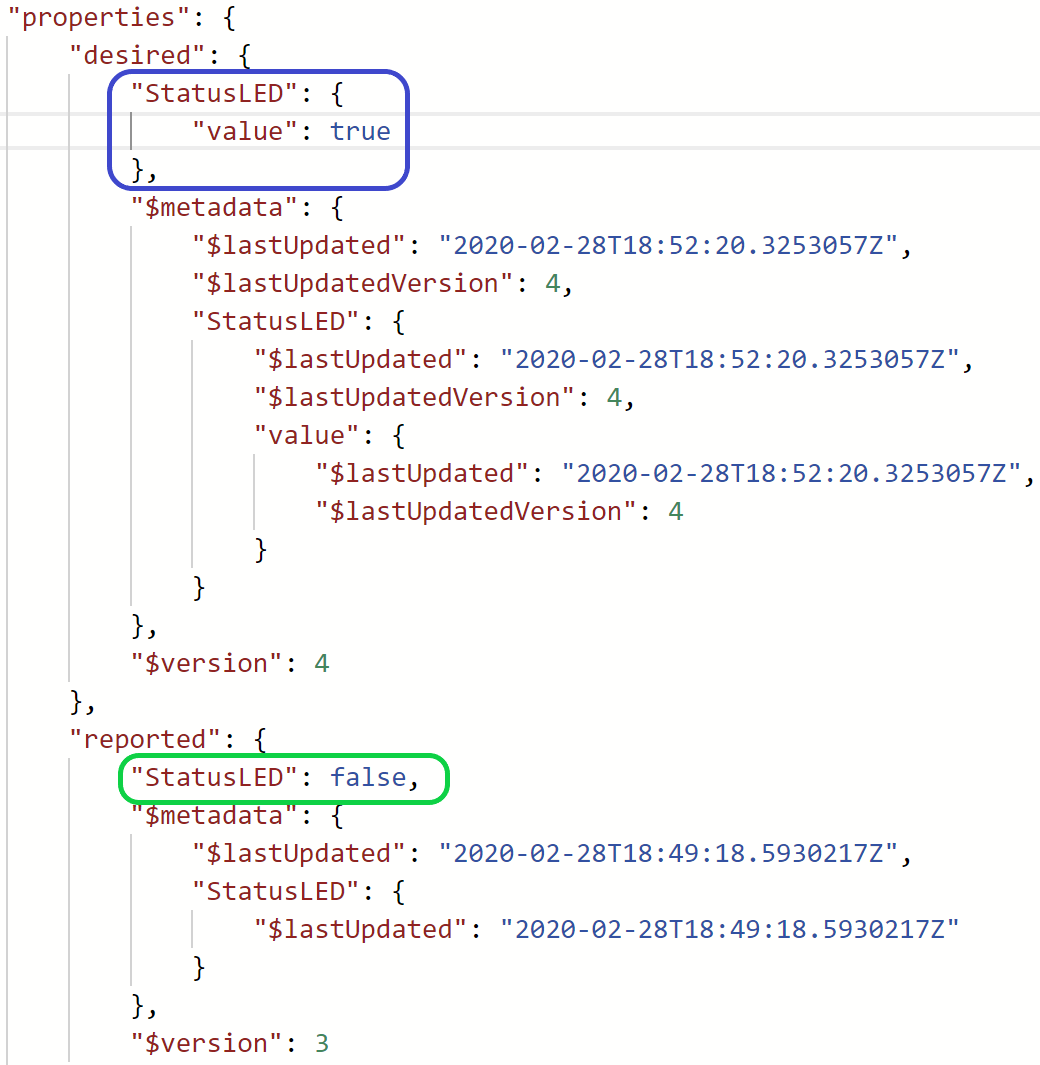 "properties": {
"desired": {
"StatusLED": {
"value": true
},
"$metadata": {
"$lastUpdated": "2020-02-28T18:52:20.3253057Z",
"$lastUpdatedVersion": 4,
"StatusLED": {
"$lastUpdated": "2020-02-28T18:52:20.3253057Z",
"$lastUpdatedVersion": 4,
"value": {
"$lastUpdated": "2020-02-28T18:52:20.3253057Z",
"$lastUpdatedVersion": 4
}
}
},
"$version": 4
},
"reported": {
"StatusLED": false,
"$metadata": {
"$lastUpdated": "2020-02-28T18:49:18.5930217Z",
"StatusLED": {
"$lastUpdated": "2020-02-28T18:49:18.5930217Z"
}
},
"$version": 3